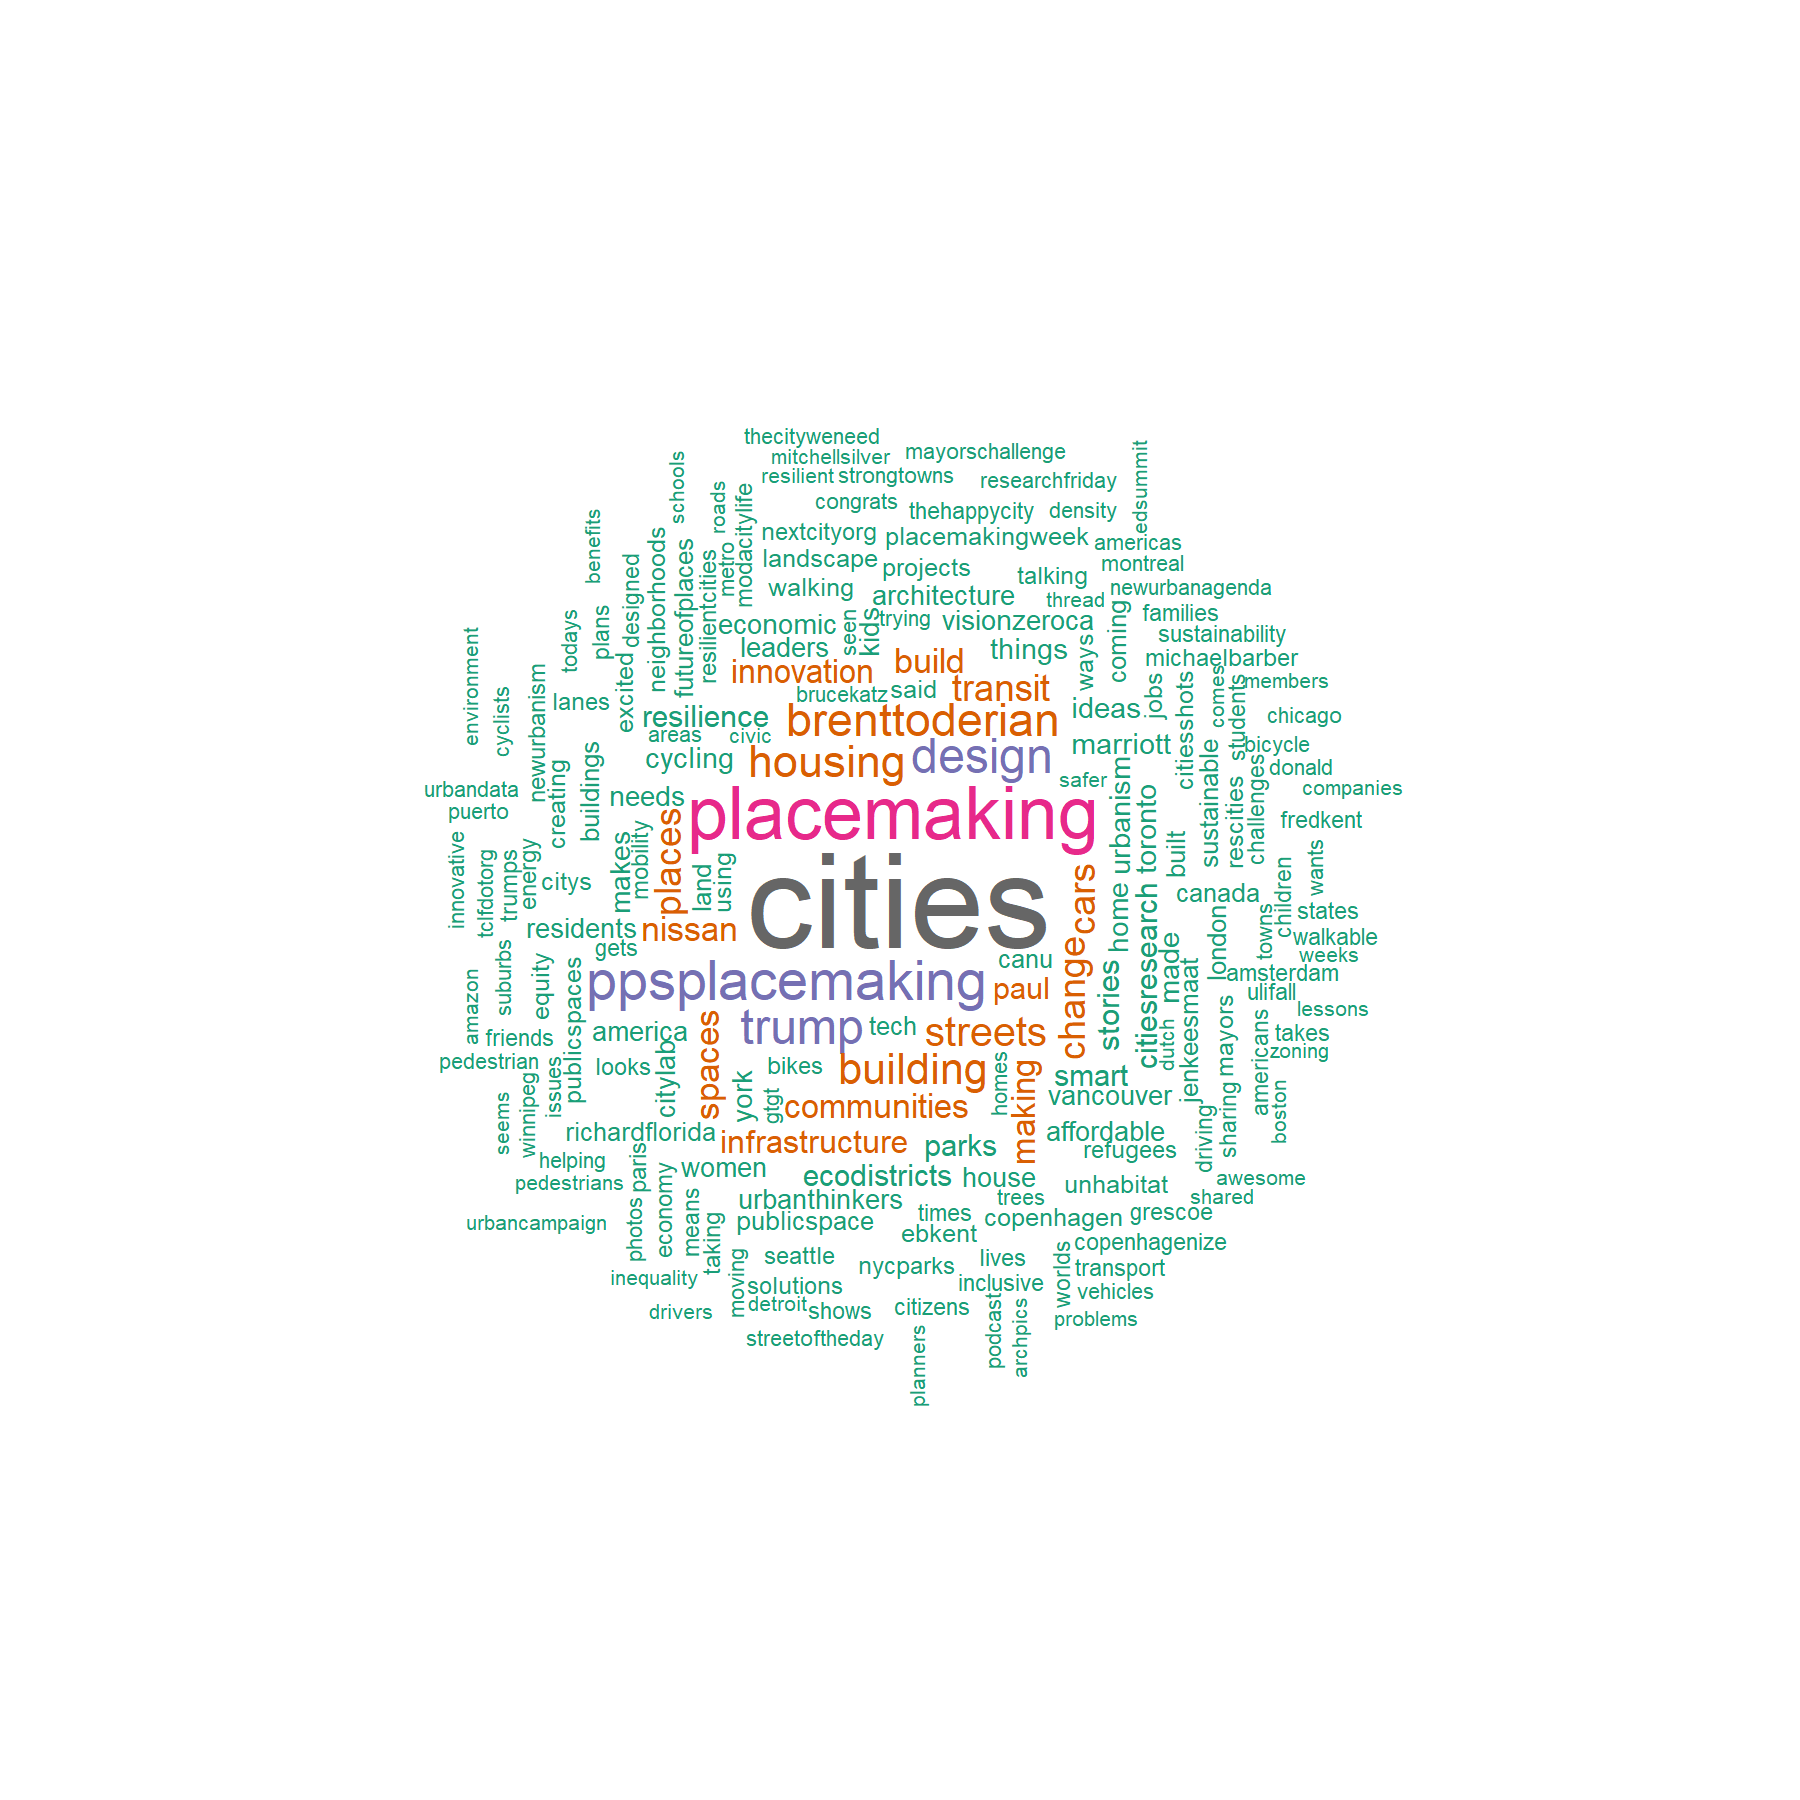 thecityweneed
mitchellsilver
mayorschallenge
resilient
strongtowns
researchfriday
edsummit
schools
roads
modacitylife
congrats
thehappycity
density
benefits
nextcityorg
placemakingweek
americas
neighborhoods
futureofplaces
resilientcities
metro
landscape
projects
talking
montreal
designed
walking
architecture
thread
newurbanagenda
todays
plans
economic
seen
kids
trying
visionzeroca
coming
families
sustainability
environment
leaders
things
ways
michaelbarber
innovation
build
excited
brucekatz
said
transit
jobs
citiesshots
comes
students
members
cyclists
newurbanism
lanes
resilience
brenttoderian
ideas
chicago
areas
civic
cycling
housing
design
marriott
bicycle
creating
buildings
safer
urbanism
sustainable
donald
urbandata
needs
placemaking
toronto
rescities
challenges
companies
puerto
fredkent
innovative
tclfdotorg
trumps
energy
citys
makes
mobility
places
land
using
cities
cars
home
built
canada
children
wants
residents
nissan
towns
states
walkable
gets
canu
change
stories
citiesresearch
made
london
weeks
amazon
suburbs
equity
publicspaces
ppsplacemaking
paul
jenkeesmaat
amsterdam
ulifall
lessons
friends
america
trump
tech
streets
dutch
mayors
americans
takes
zoning
pedestrian
looks
citylab
spaces
bikes
building
homes
making
smart
seems
winnipeg
issues
york
gtgt
communities
vancouver
boston
richardflorida
infrastructure
parks
affordable
refugees
driving
sharing
helping
paris
women
ecodistricts
house
unhabitat
awesome
pedestrians
trees
shared
urbancampaign
photos
economy
means
taking
urbanthinkers
publicspace
times
copenhagen
grescoe
ebkent
copenhagenize
inequality
moving
seattle
nycparks
lives
worlds
transport
solutions
inclusive
vehicles
drivers
detroit
shows
citizens
podcast
archpics
problems
streetoftheday
planners